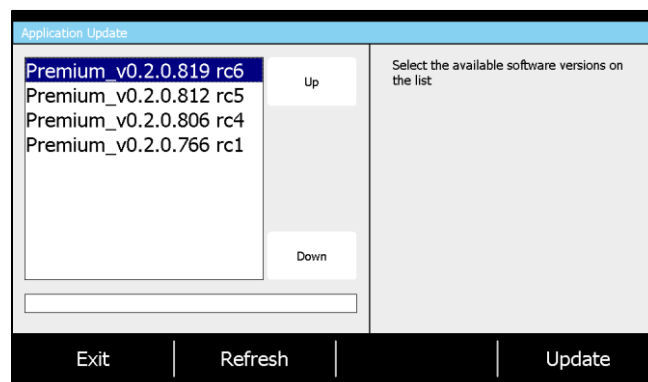 Application Update
Premium_v0.2.0.819 rc6
Premium_v0.2.0.812 rc5
Premium_v0.2.0.806 rc4
Premium_v0.2.0.766 rc1
Up
Down
Select the available software versions on
the list
Exit
Refresh
Update